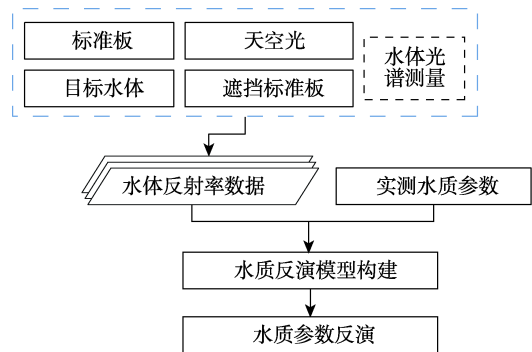 标准板
天空光
目标水体
遮挡标准板
水体光
谱测量
水体反射率数据
实测水质参数
水质反演模型构建
水质参数反演